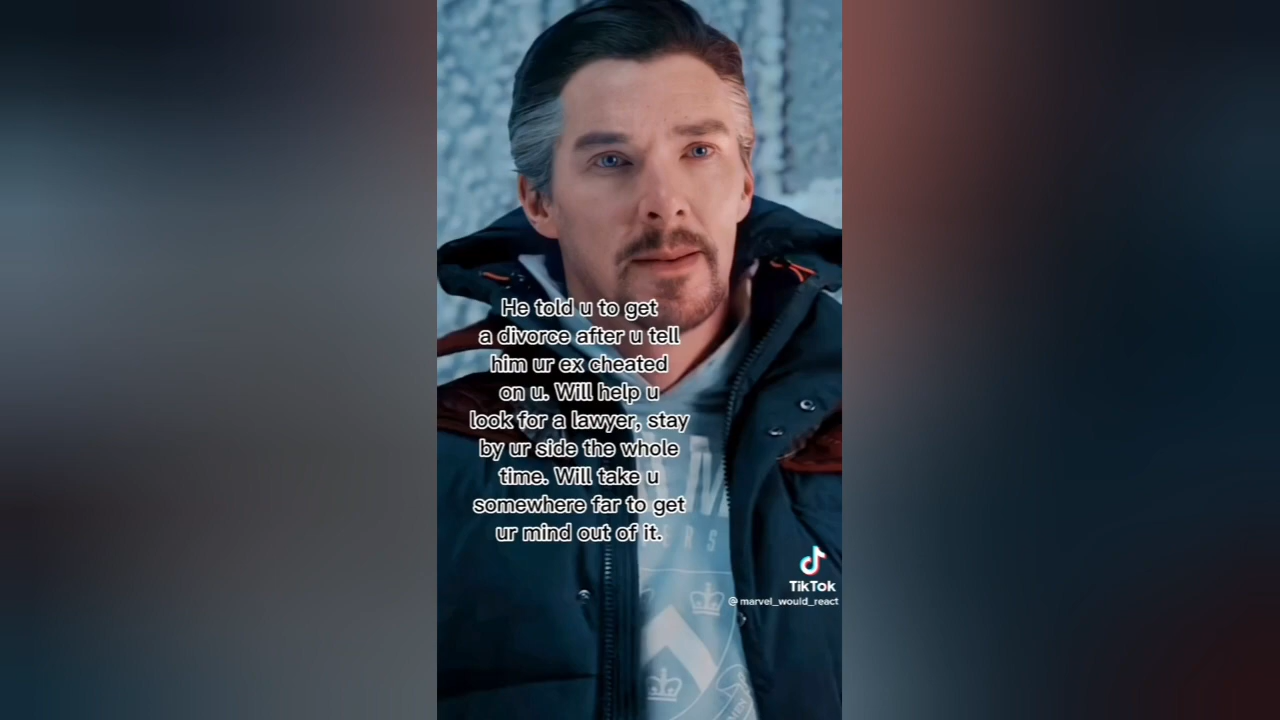 He told u to get
a divorce after u tell
him ur ex cheated
on u. Will help u
look for a lawyer, stay
by ur side the whole
time. Will take u
somewhere far to get
ur mind out of it.
TikTok
@marvel_would_react